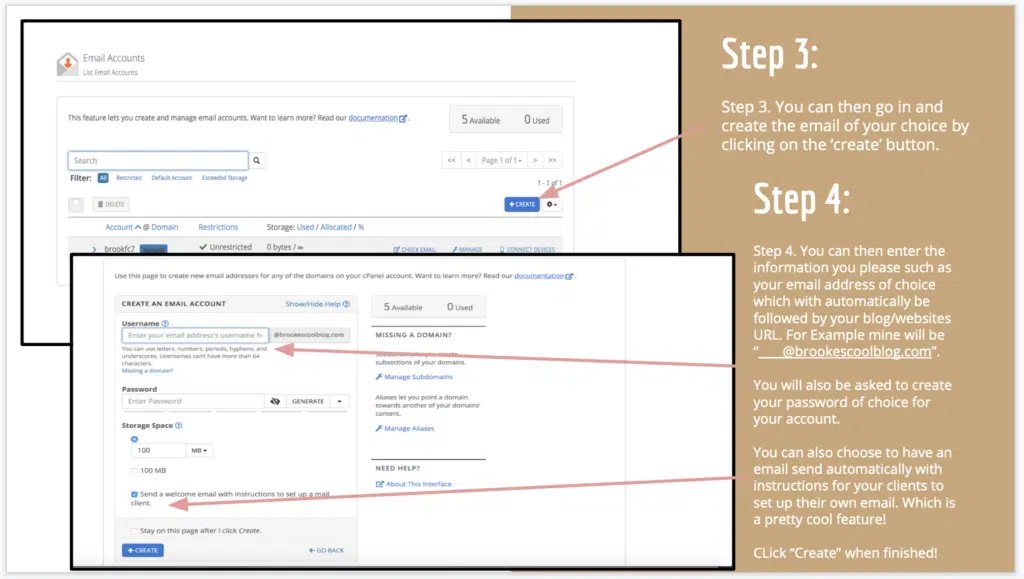 Email Accounts
List Email Accounts
This feature lets you create and manage email accounts. Want to learn more? Read our documentation.
5 Available 0 Used
Search
<< < Page 1 of 1 > >>
Filter: All Restricted Default Account Exceeded Storage
1 - 1 of 1
DELETE
+ CREATE
Account @ Domain Restrictions Storage: Used / Allocated / %
brookfc7 Unrestricted 0 bytes / ∞ CHECK EMAIL MANAGE CONNECT DEVICES
Use this page to create new email addresses for any of the domains on your cPanel account. Want to learn more? Read our documentation.
CREATE AN EMAIL ACCOUNT Show/Hide Help
Username
Enter your email address's username @brookescoolblog.com
You can use letters, numbers, periods, hyphens, and
underscores. Usernames can't have more than 64
characters.
Missing a domain?
Password
Enter Password GENERATE
Storage Space
100 MB
100 MB
Send a welcome email with instructions to set up a mail
client.
Stay on this page after I click Create.
+ CREATE GO BACK
5 Available 0 Used
MISSING A DOMAIN?
subsections of your domains.
Manage Subdomains
Aliases let you point a domain
towards another of your domains'
content.
Manage Aliases
NEED HELP?
About This Interface
Step 3:
Step 3. You can then go in and
create the email of your choice by
clicking on the ‘create’ button.
Step 4:
Step 4. You can then enter the
information you please such as
your email address of choice
which with automatically be
followed by your blog/websites
URL. For Example mine will be
“____@brookescoolblog.com”.
You will also be asked to create
your password of choice for
your account.
You can also choose to have an
email send automatically with
instructions for your clients to
set up their own email. Which is
a pretty cool feature!
CLick “Create” when finished!